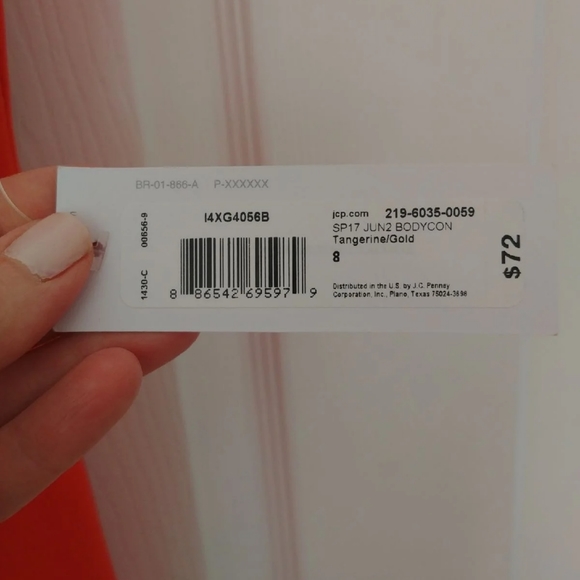 BR-01-866-A P-XXXXXX
00656-9
1430-C
I4XG4056B
8 86542 69597 9
jcp.com 219-6035-0059
SP17 JUN2 BODYCON
Tangerine/Gold
8
Distributed in the U.S. by J.C. Penney
Corporation, Inc., Plano, Texas 75024-3698
$72